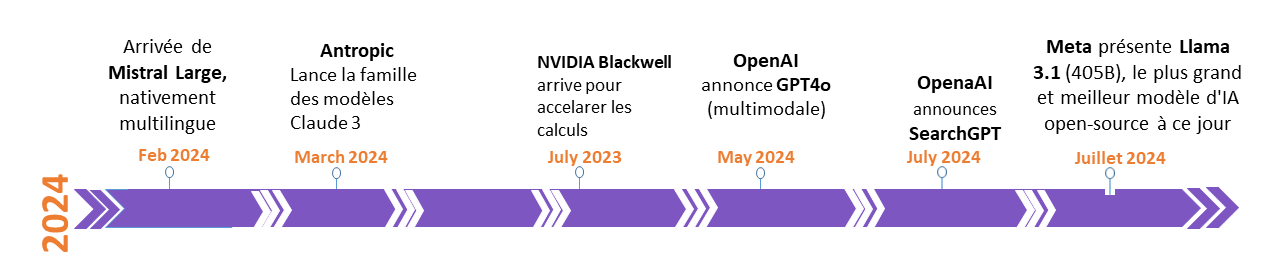 Arrivée de
Mistral Large,
nativement
multilingue
Feb 2024
Antropic
Lance la famille
des modèles
Claude 3
March 2024
NVIDIA Blackwell
arrive pour
accelarer les
calculs
July 2023
OpenAI
annonce GPT4o
(multimodale)
May 2024
OpenaAI
announces
SearchGPT
July 2024
Meta présente Llama
3.1 (405B), le plus grand
et meilleur modèle d'IA
open-source à ce jour
Juillet 2024
2024